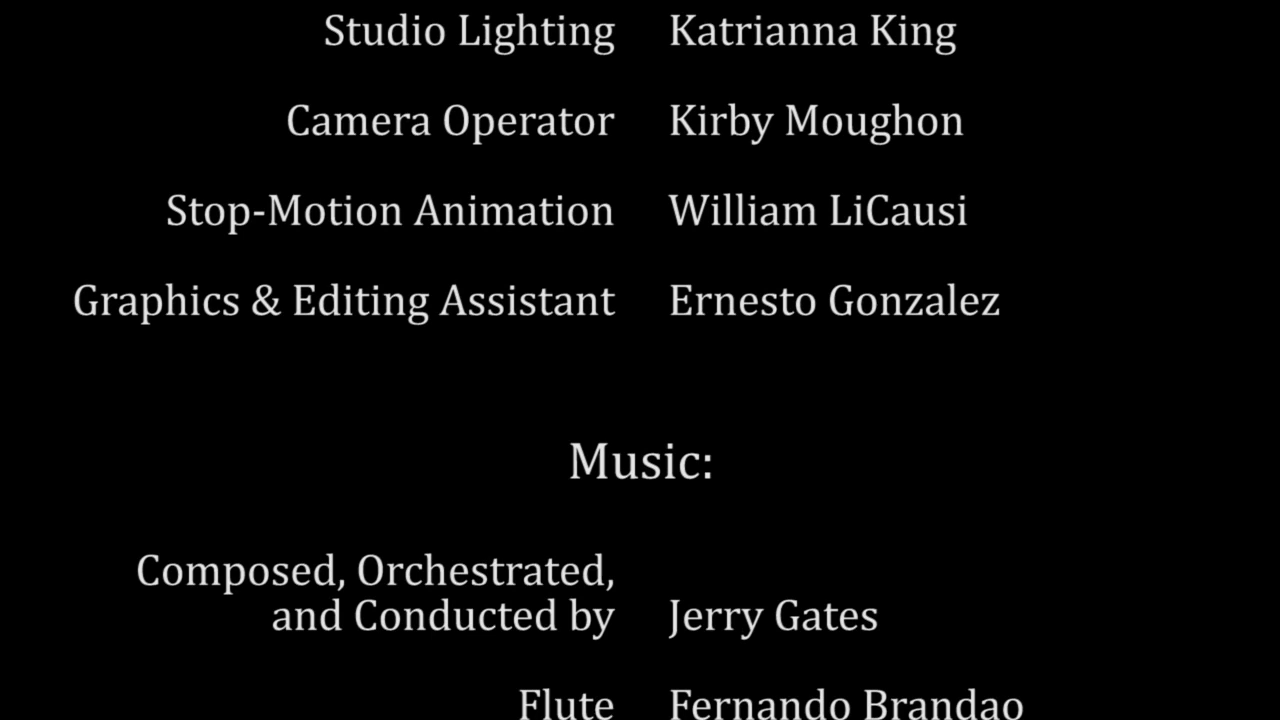 Studio Lighting Katrianna King
Camera Operator Kirby Moughon
Stop-Motion Animation William LiCausi
Graphics & Editing Assistant Ernesto Gonzalez
Music:
Composed, Orchestrated,
and Conducted by Jerry Gates
Flute Fernando Brandao